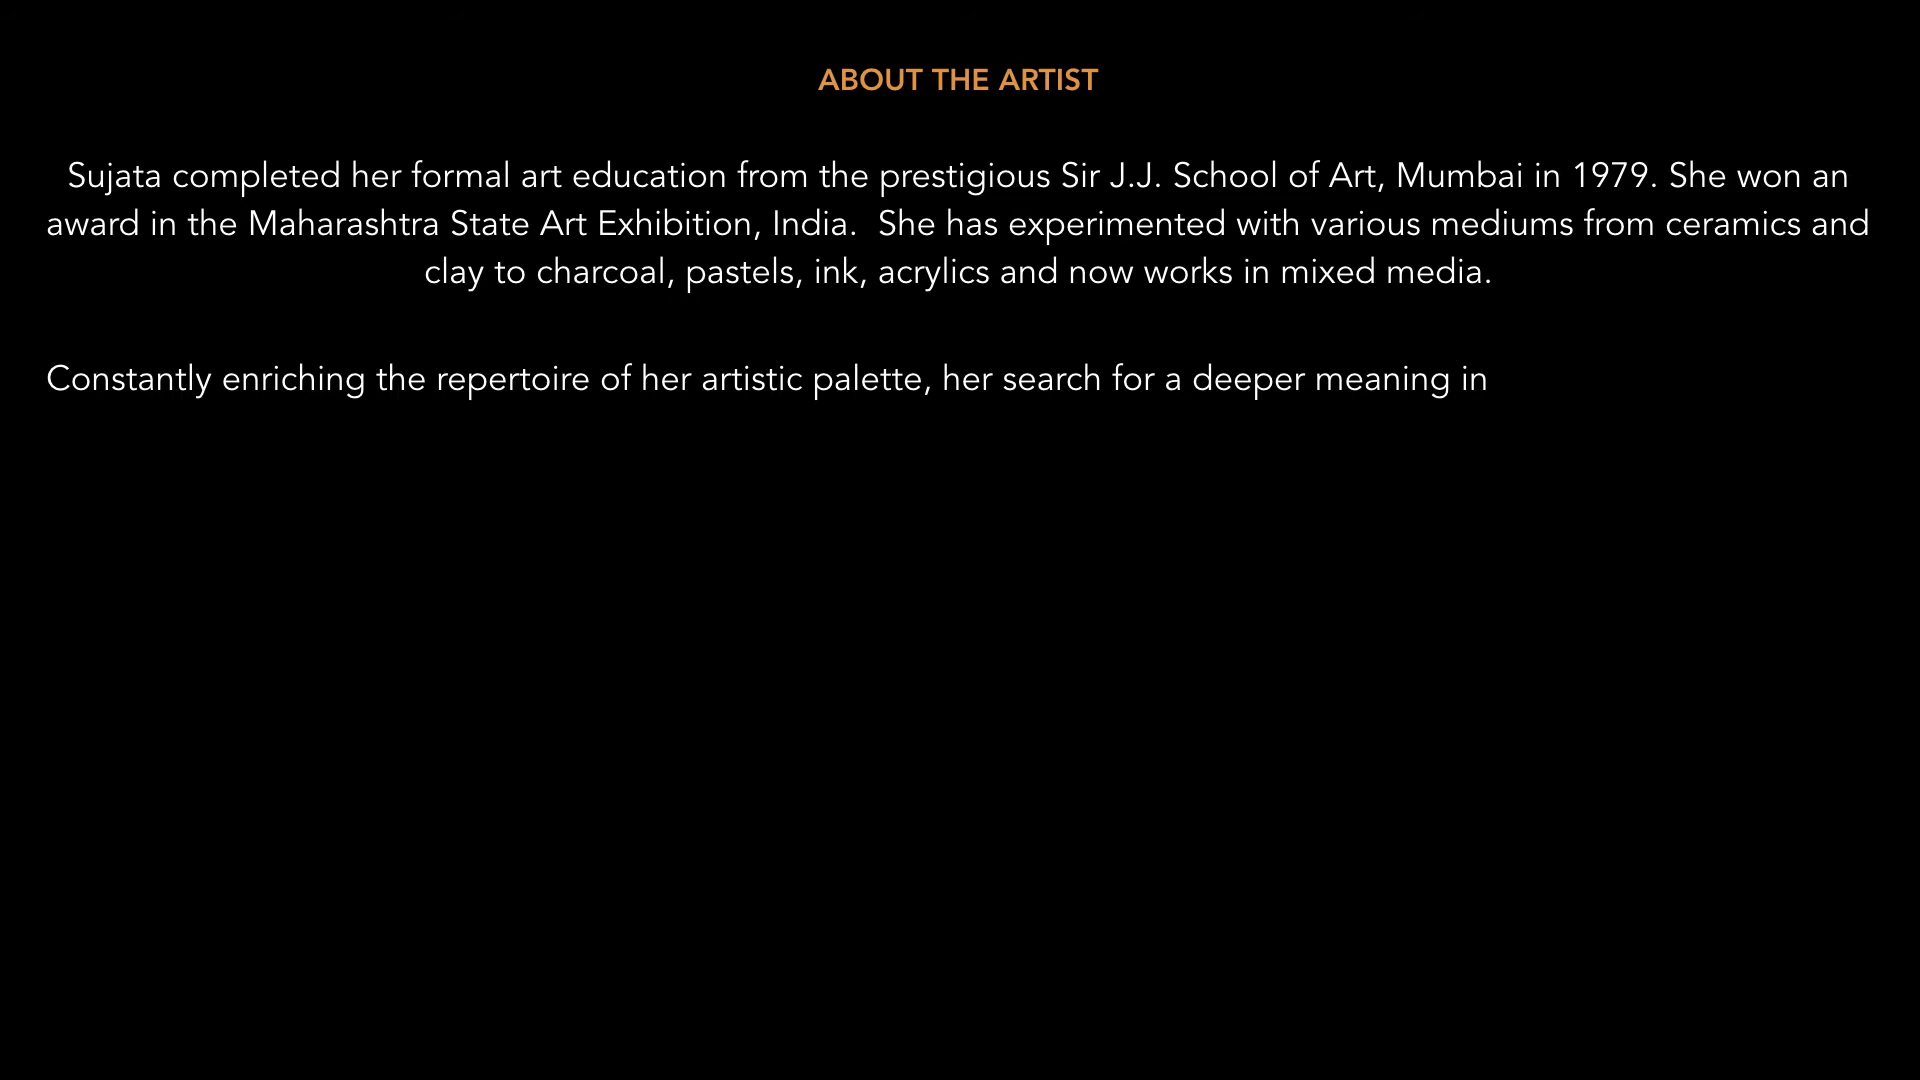 ABOUT THE ARTIST
Sujata completed her formal art education from the prestigious Sir J.J. School of Art, Mumbai in 1979. She won an
award in the Maharashtra State Art Exhibition, India.  She has experimented with various mediums from ceramics and
clay to charcoal, pastels, ink, acrylics and now works in mixed media.
Constantly enriching the repertoire of her artistic palette, her search for a deeper meaning in